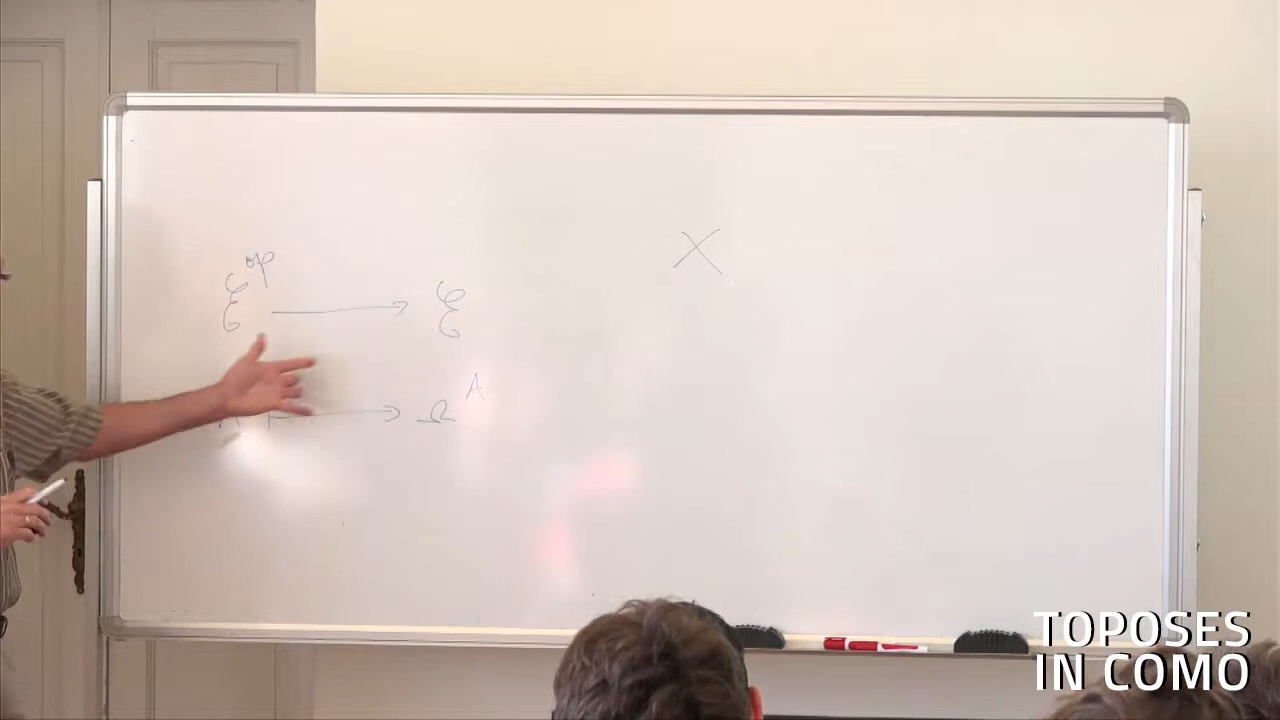 ℰ^op ⟶ ℰ
X
A ⟼ Ω^A
TOPOSES
IN COMO